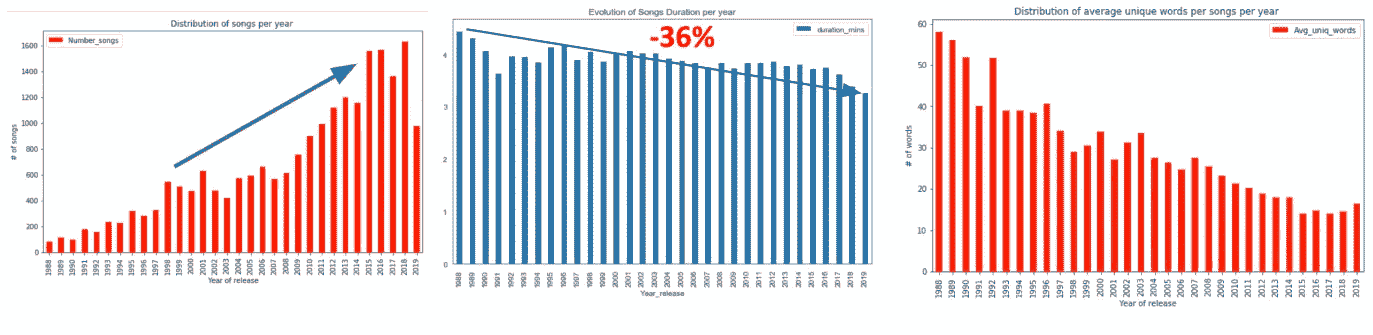 Distribution of songs per year
Number_songs
# of songs
1600
1400
1200
1000
800
600
400
200
0
1988 1989 1990 1991 1992 1993 1994 1995 1996 1997 1998 1999 2000 2001 2002 2003 2004 2005 2006 2007 2008 2009 2010 2011 2012 2013 2014 2015 2016 2017 2018 2019
Year of release
Evolution of Songs Duration per year
-36%
duration_mins
4
3
2
1
0
1988 1989 1990 1991 1992 1993 1994 1995 1996 1997 1998 1999 2000 2001 2002 2003 2004 2005 2006 2007 2008 2009 2010 2011 2012 2013 2014 2015 2016 2017 2018 2019
Year_release
Distribution of average unique words per songs per year
Avg_uniq_words
# of words
60
50
40
30
20
10
0
1988 1989 1990 1991 1992 1993 1994 1995 1996 1997 1998 1999 2000 2001 2002 2003 2004 2005 2006 2007 2008 2009 2010 2011 2012 2013 2014 2015 2016 2017 2018 2019
Year of release